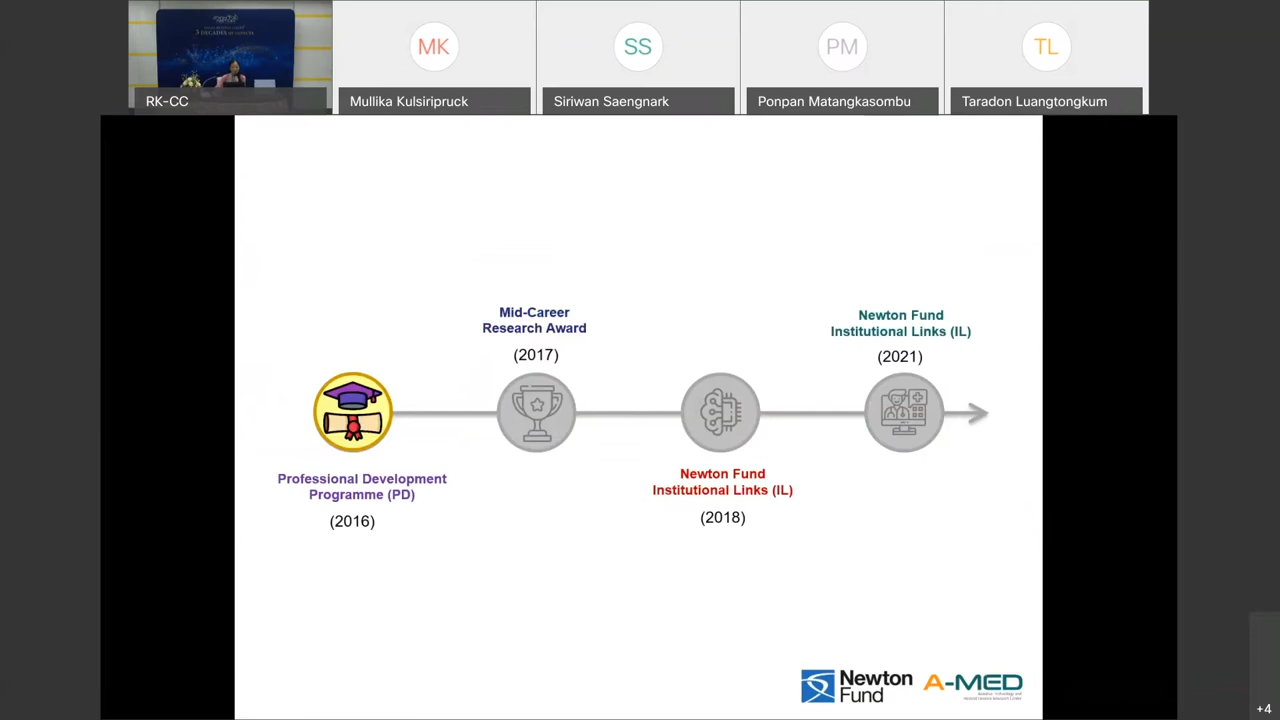 3 DECADES
RK-CC
MK
Mullika Kulsiripruck
SS
Siriwan Saengnark
PM
Ponpan Matangkasombu
TL
Taradon Luangtongkum
Mid-Career
Research Award
(2017)
Newton Fund
Institutional Links (IL)
(2021)
Professional Development
Programme (PD)
(2016)
Newton Fund
Institutional Links (IL)
(2018)
Newton
Fund
A-MED
+4